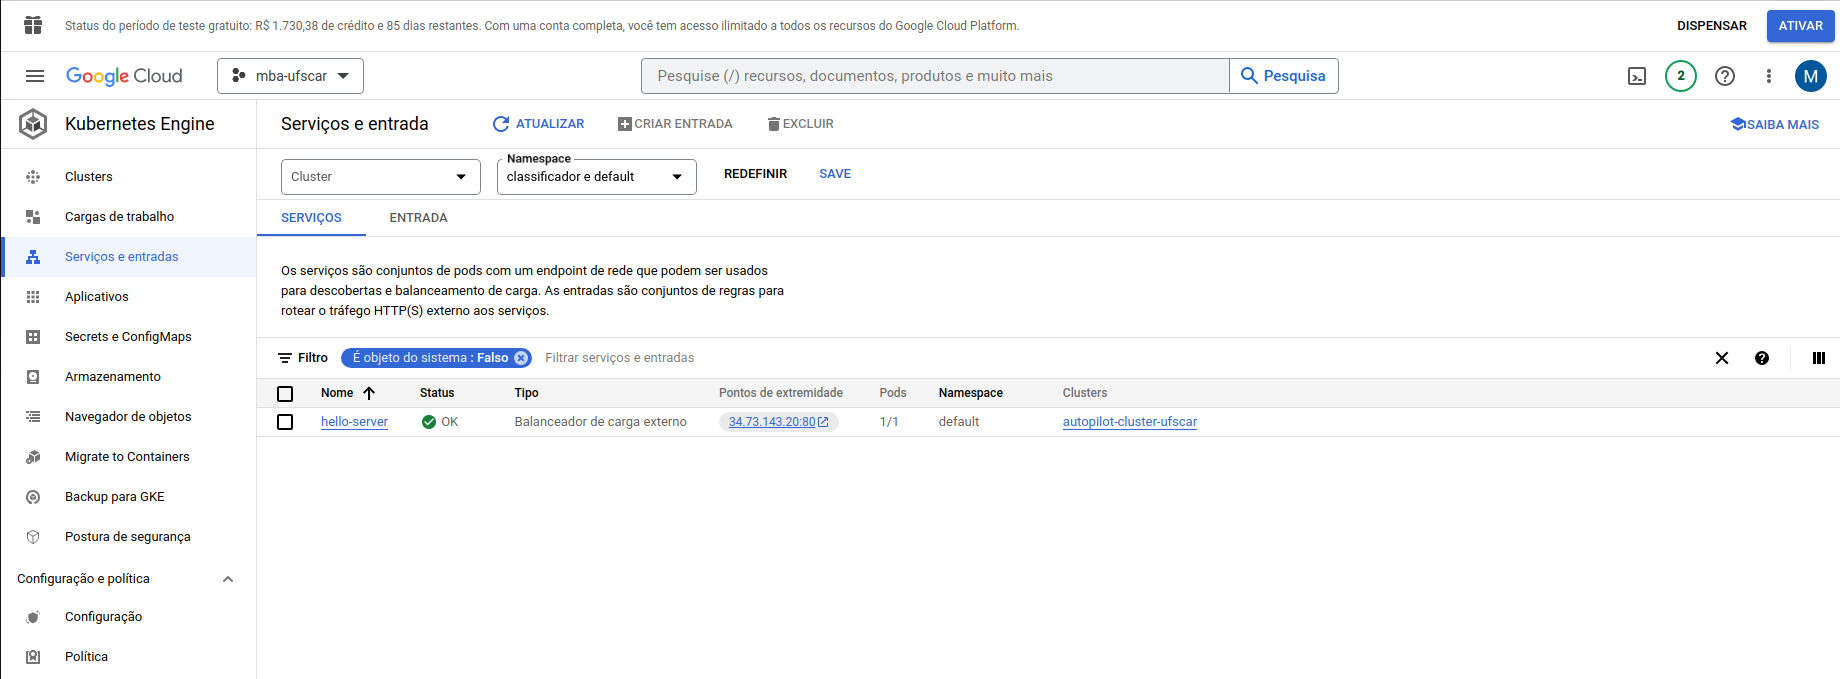 Status do período de teste gratuito: R$ 1.730,38 de crédito e 85 dias restantes. Com uma conta completa, você tem acesso ilimitado a todos os recursos do Google Cloud Platform.
DISPENSAR
ATIVAR
Google Cloud
mba-ufscar
Pesquise (/) recursos, documentos, produtos e muito mais
Pesquisa
2
M
Kubernetes Engine
Serviços e entrada
ATUALIZAR
CRIAR ENTRADA
EXCLUIR
SAIBA MAIS
Clusters
Cargas de trabalho
Serviços e entradas
Aplicativos
Secrets e ConfigMaps
Armazenamento
Navegador de objetos
Migrate to Containers
Backup para GKE
Postura de segurança
Configuração e política
Configuração
Política
Cluster
Namespace
classificador e default
REDEFINIR
SAVE
SERVIÇOS
ENTRADA
Os serviços são conjuntos de pods com um endpoint de rede que podem ser usados
para descobertas e balanceamento de carga. As entradas são conjuntos de regras para
rotear o tráfego HTTP(S) externo aos serviços.
Filtro
É objeto do sistema : Falso
Filtrar serviços e entradas
Nome Status Tipo Pontos de extremidade Pods Namespace Clusters
hello-server OK Balanceador de carga externo 34.73.143.20:80 1/1 default autopilot-cluster-ufscar